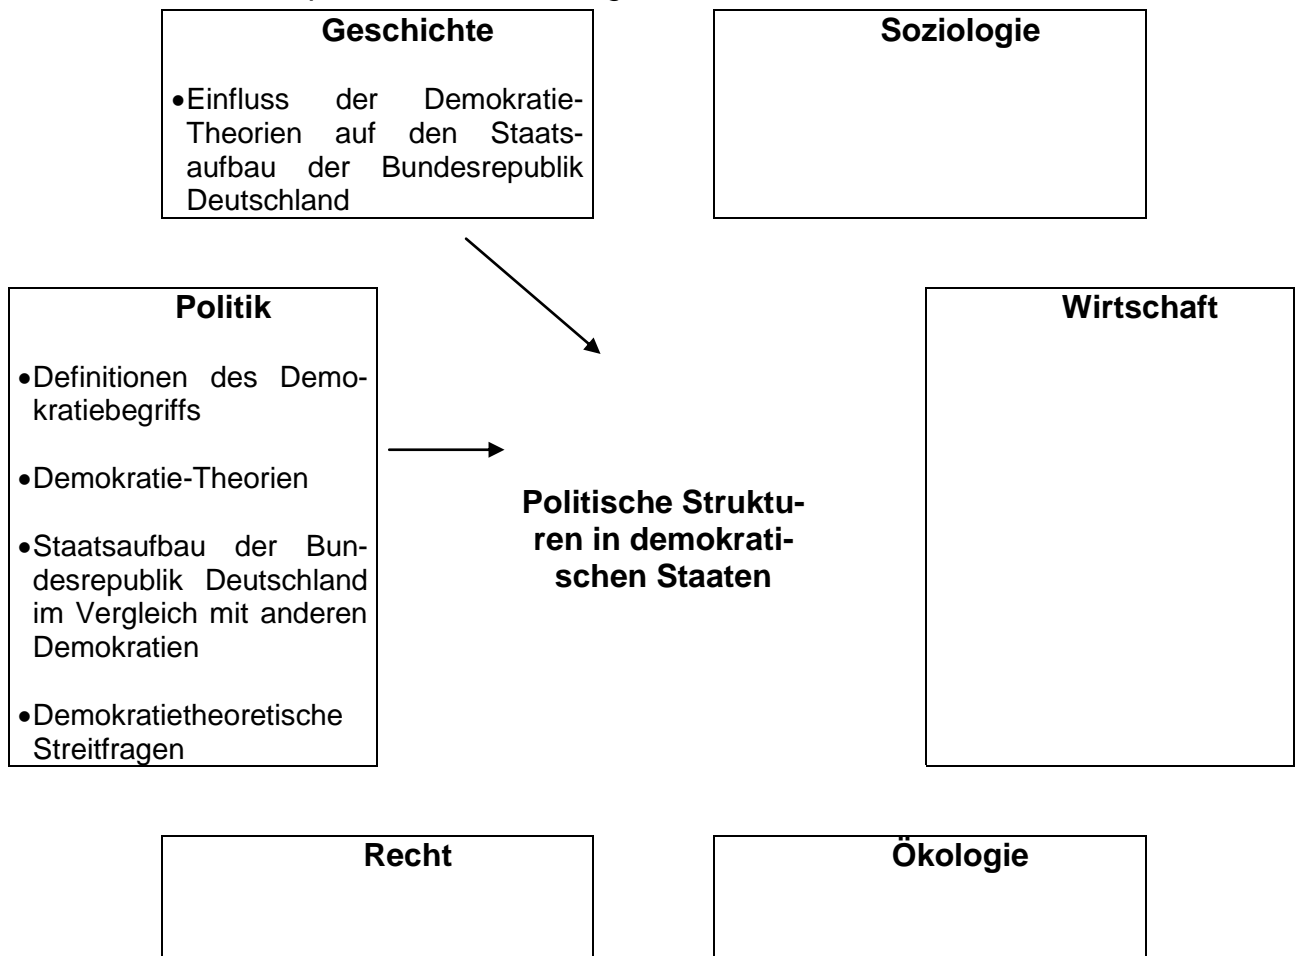 Geschichte
•Einfluss der Demokratie-
Theorien auf den Staats-
aufbau der Bundesrepublik
Deutschland
Soziologie
Politik
•Definitionen des Demo-
kratiebegriffs
•Demokratie-Theorien
•Staatsaufbau der Bun-
desrepublik Deutschland
im Vergleich mit anderen
Demokratien
•Demokratietheoretische
Streitfragen
Politische Struktu-
ren in demokrati-
schen Staaten
Wirtschaft
Recht
Ökologie